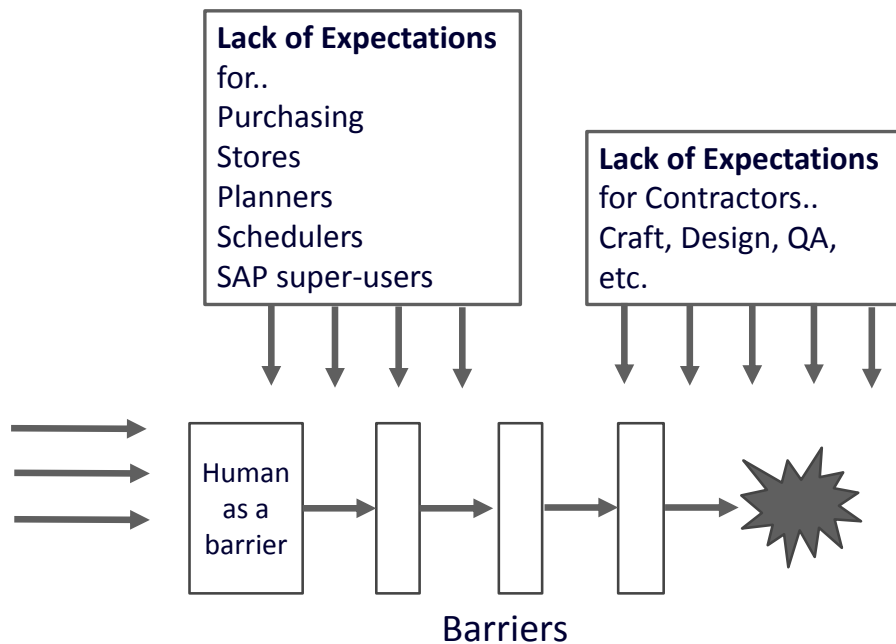 Lack of Expectations
for..
Purchasing
Stores
Planners
Schedulers
SAP super-users
Lack of Expectations
for Contractors..
Craft, Design, QA,
etc.
Human
as a
barrier
Barriers